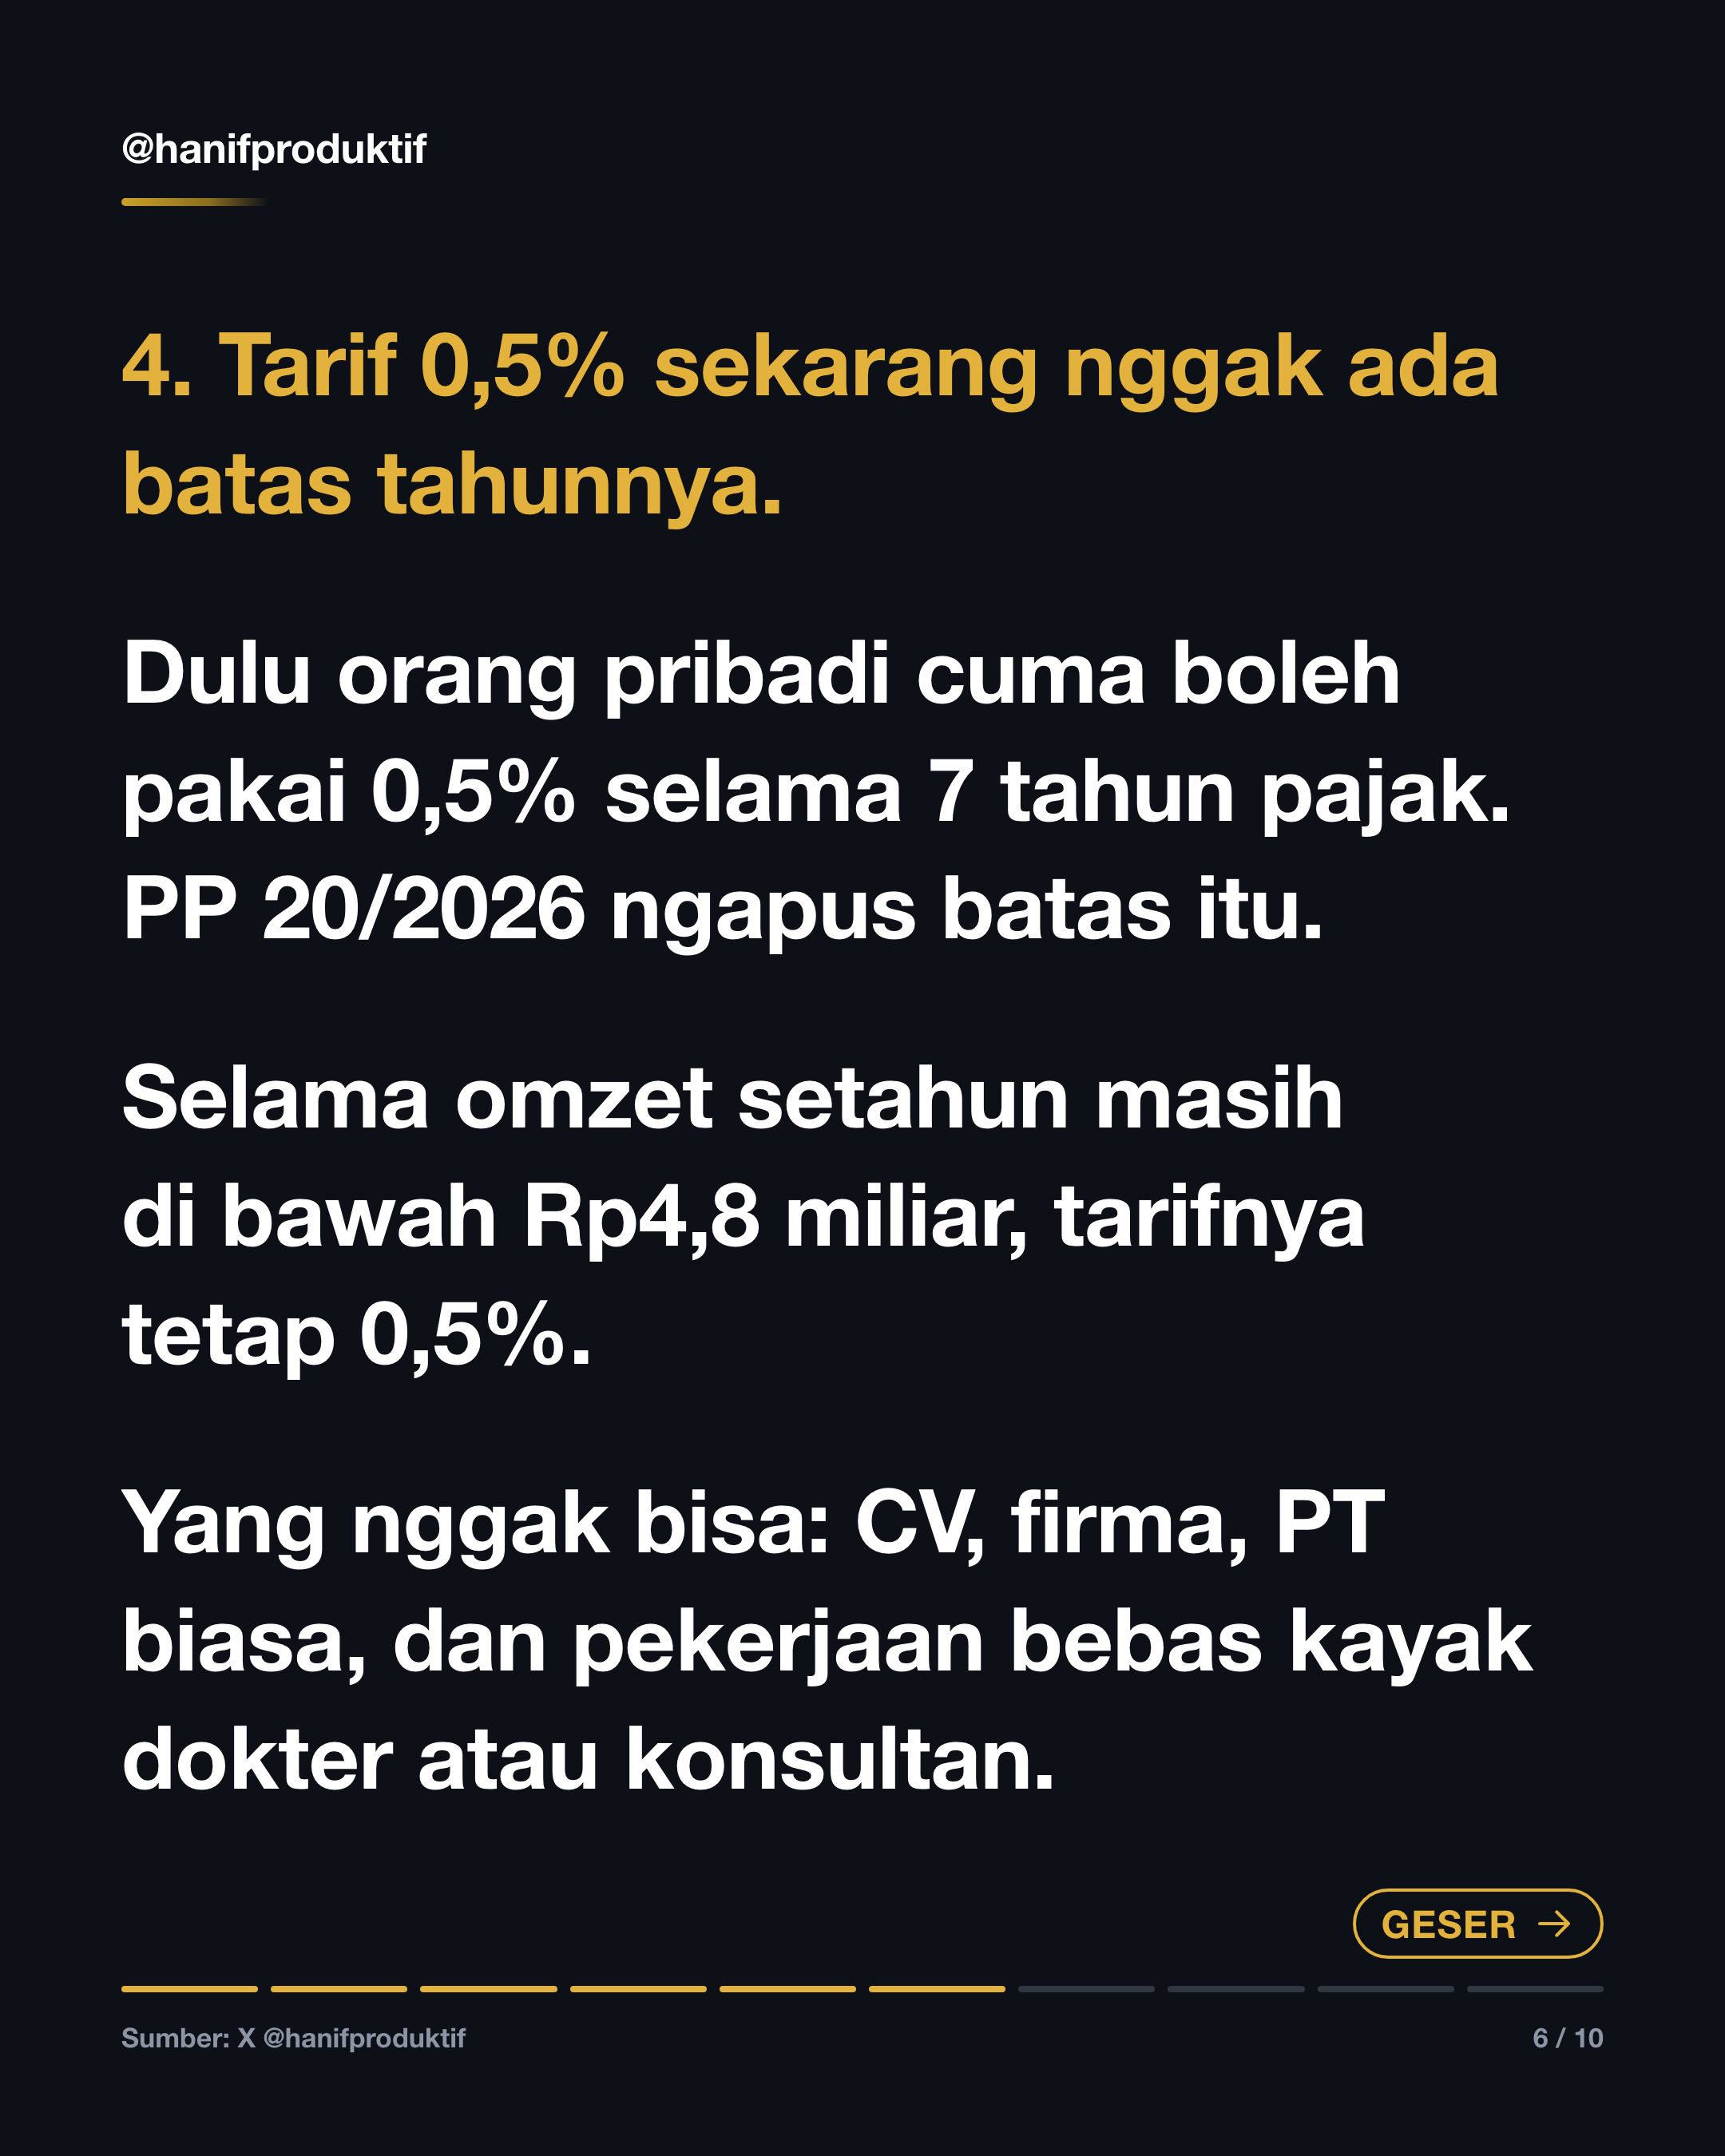 @hanifproduktif
4. Tarif 0,5% sekarang nggak ada
batas tahunnya.
Dulu orang pribadi cuma boleh
pakai 0,5% selama 7 tahun pajak.
PP 20/2026 ngapus batas itu.
Selama omzet setahun masih
di bawah Rp4,8 miliar, tarifnya
tetap 0,5%.
Yang nggak bisa: CV, firma, PT
biasa, dan pekerjaan bebas kayak
dokter atau konsultan.
GESER →
Sumber: X @hanifproduktif
6 / 10